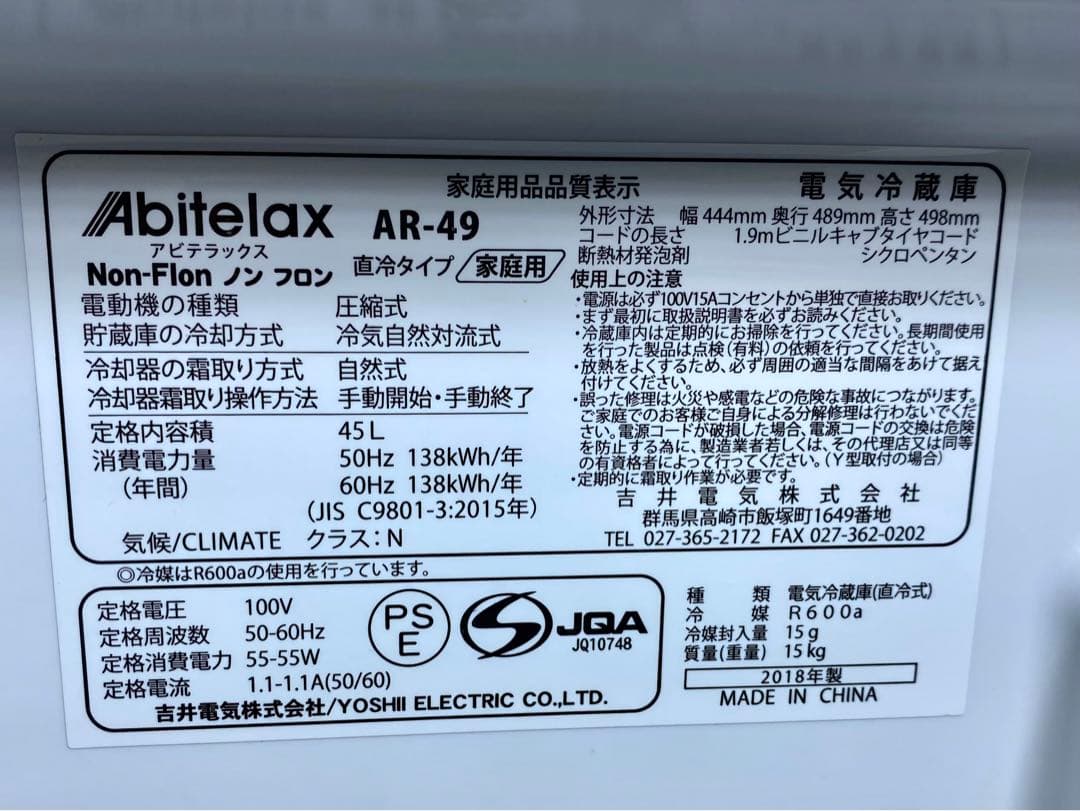 家庭用品品質表示
電気冷蔵庫
Abitelax AR-49
アビテラックス
Non-Flon ノン フロン 直冷タイプ 家庭用
電動機の種類 圧縮式
貯蔵庫の冷却方式 冷気自然対流式
冷却器の霜取り方式 自然式
冷却器霜取り操作方法 手動開始・手動終了
定格内容積 45L
消費電力量 50Hz 138kWh/年
(年間) 60Hz 138kWh/年
(JIS C9801-3:2015年)
気候/CLIMATE クラス:N
外形寸法 幅444mm 奥行489mm 高さ498mm
コードの長さ 1.9mビニルキャブタイヤコード
断熱材発泡剤 シクロペンタン
使用上の注意
・電源は必ず100V15Aコンセントから単独で直接お取りください。
・まず最初に取扱説明書を必ずお読みください。
・冷蔵庫内は定期的にお掃除を行ってください。長期間使用
を行った製品は点検(有料)の依頼を行ってください。
・放熱をよくするため、必ず周囲の適当な間隔をあけて据え
付けてください。
・誤った修理は火災や感電などの危険な事故につながります。
ご家庭でのお客様ご自身による分解修理は行わないでくだ
さい。電源コードが破損した場合、電源コードの交換は危険
を防止する為に、製造業者若しくは、その代理店又は同等
の有資格者によって行ってください。(Y型取付の場合)
・定期的に霜取り作業が必要です。
吉井電気株式会社
群馬県高崎市飯塚町1649番地
TEL 027-365-2172 FAX 027-362-0202
◎冷媒はR600aの使用を行っています。
定格電圧 100V
定格周波数 50-60Hz
定格消費電力 55-55W
定格電流 1.1-1.1A(50/60)
PS
E
JQA
JQ10748
吉井電気株式会社/YOSHII ELECTRIC CO.,LTD.
種類 電気冷蔵庫(直冷式)
冷媒 R600a
冷媒封入量 15g
質量(重量) 15kg
2018年製
MADE IN CHINA